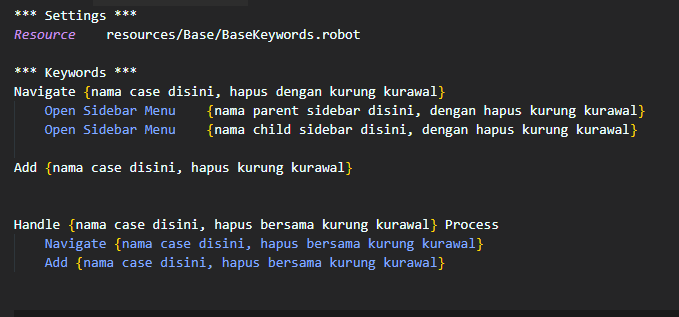 *** Settings ***
Resource    resources/Base/BaseKeywords.robot
*** Keywords ***
Navigate {nama case disini, hapus dengan kurung kurawal}
Open Sidebar Menu    {nama parent sidebar disini, dengan hapus kurung kurawal}
Open Sidebar Menu    {nama child sidebar disini, dengan hapus kurung kurawal}
Add {nama case disini, hapus kurung kurawal}
Handle {nama case disini, hapus bersama kurung kurawal} Process
Navigate {nama case disini, hapus bersama kurung kurawal}
Add {nama case disini, hapus bersama kurung kurawal}